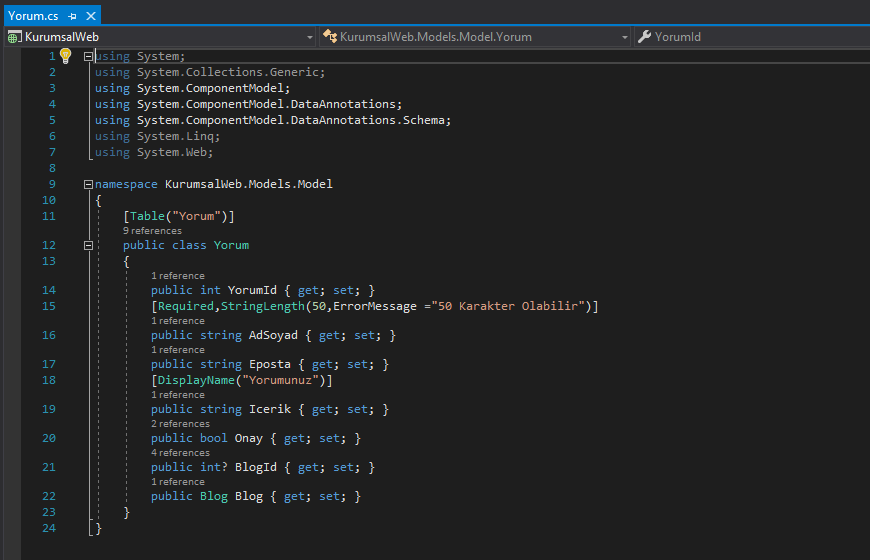 Yorum.cs
KurumsalWeb KurumsalWeb.Models.Model.Yorum YorumId
1 using System;
2 using System.Collections.Generic;
3 using System.ComponentModel;
4 using System.ComponentModel.DataAnnotations;
5 using System.ComponentModel.DataAnnotations.Schema;
6 using System.Linq;
7 using System.Web;
8
9 namespace KurumsalWeb.Models.Model
10 {
11 [Table("Yorum")]
9 references
12 public class Yorum
13 {
1 reference
14 public int YorumId { get; set; }
15 [Required,StringLength(50,ErrorMessage ="50 Karakter Olabilir")]
1 reference
16 public string AdSoyad { get; set; }
1 reference
17 public string Eposta { get; set; }
18 [DisplayName("Yorumunuz")]
1 reference
19 public string Icerik { get; set; }
2 references
20 public bool Onay { get; set; }
4 references
21 public int? BlogId { get; set; }
1 reference
22 public Blog Blog { get; set; }
23 }
24 }